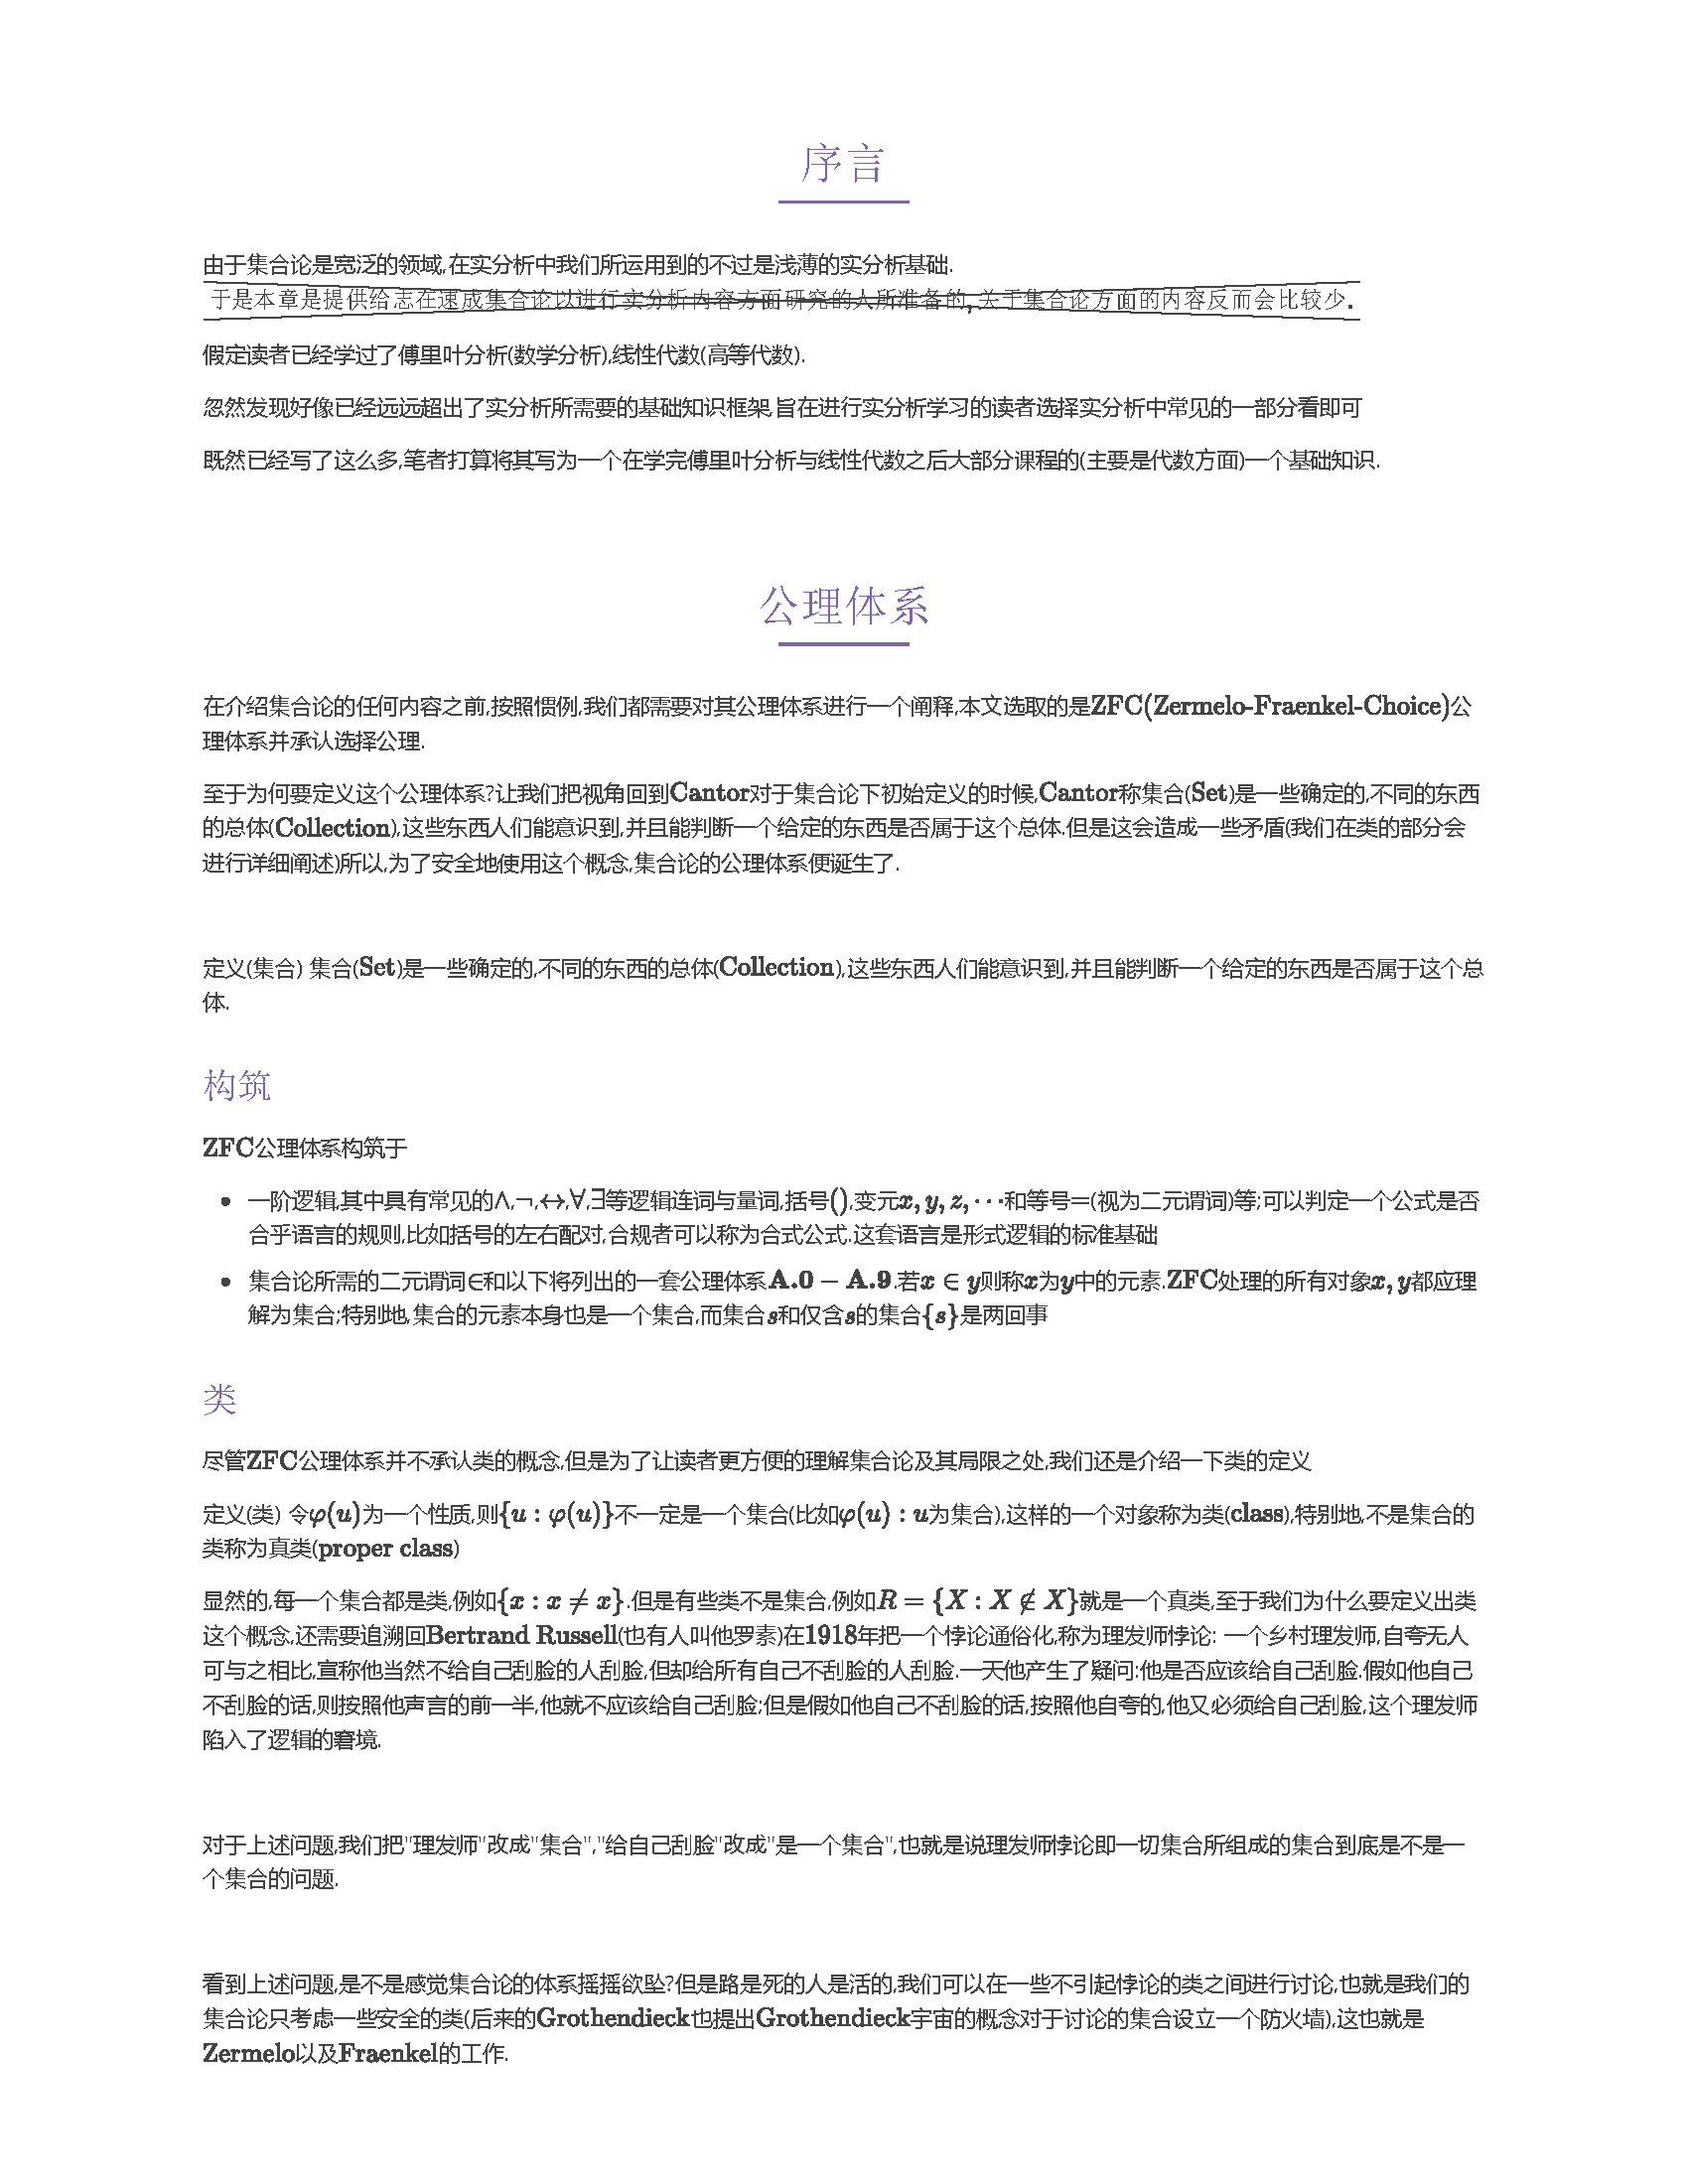 序言
由于集合论是宽泛的领域,在实分析中我们所运用到的不过是浅薄的实分析基础.
于是本章是提供给志在速成集合论以进行实分析内容方面研究的人所准备的,关于集合论方面的内容反而会比较少.
假定读者已经学过了傅里叶分析(数学分析),线性代数(高等代数).
忽然发现好像已经远远超出了实分析所需要的基础知识框架,旨在进行实分析学习的读者选择实分析中常见的一部分看即可
既然已经写了这么多,笔者打算将其写为一个在学完傅里叶分析与线性代数之后大部分课程的(主要是代数方面)一个基础知识.
公理体系
在介绍集合论的任何内容之前,按照惯例,我们都需要对其公理体系进行一个阐释,本文选取的是ZFC(Zermelo-Fraenkel-Choice)公
理体系并承认选择公理.
至于为何要定义这个公理体系?让我们把视角回到Cantor对于集合论下初始定义的时候,Cantor称集合(Set)是一些确定的,不同的东西
的总体(Collection),这些东西人们能意识到,并且能判断一个给定的东西是否属于这个总体.但是这会造成一些矛盾(我们在类的部分会
进行详细阐述)所以,为了安全地使用这个概念,集合论的公理体系便诞生了.
定义(集合) 集合(Set)是一些确定的,不同的东西的总体(Collection),这些东西人们能意识到,并且能判断一个给定的东西是否属于这个总
体.
构筑
ZFC公理体系构筑于
• 一阶逻辑,其中具有常见的∧,¬,↔,∀,∃等逻辑连词与量词,括号(),变元x, y, z, ⋯和等号=(视为二元谓词)等;可以判定一个公式是否
合乎语言的规则,比如括号的左右配对,合规者可以称为合式公式.这套语言是形式逻辑的标准基础
• 集合论所需的二元谓词∈和以下将列出的一套公理体系A.0 − A.9.若x ∈ y则称x为y中的元素.ZFC处理的所有对象x, y都应理
解为集合;特别地,集合的元素本身也是一个集合,而集合s和仅含s的集合{s}是两回事
类
尽管ZFC公理体系并不承认类的概念,但是为了让读者更方便的理解集合论及其局限之处,我们还是介绍一下类的定义
定义(类) 令φ(u)为一个性质,则{u : φ(u)}不一定是一个集合(比如φ(u) : u为集合),这样的一个对象称为类(class),特别地,不是集合的
类称为真类(proper class)
显然的,每一个集合都是类,例如{x : x ≠ x}.但是有些类不是集合,例如R = {X : X ∉ X}就是一个真类,至于我们为什么要定义出类
这个概念,还需要追溯回Bertrand Russell(也有人叫他罗素)在1918年把一个悖论通俗化,称为理发师悖论: 一个乡村理发师,自夸无人
可与之相比,宣称他当然不给自己刮脸的人刮脸,但却给所有自己不刮脸的人刮脸.一天他产生了疑问:他是否应该给自己刮脸.假如他自己
不刮脸的话,则按照他声言的前一半,他就不应该给自己刮脸;但是假如他自己不刮脸的话,按照他自夸的,他又必须给自己刮脸,这个理发师
陷入了逻辑的窘境.
对于上述问题,我们把"理发师"改成"集合","给自己刮脸"改成"是一个集合",也就是说理发师悖论即一切集合所组成的集合到底是不是一
个集合的问题.
看到上述问题,是不是感觉集合论的体系摇摇欲坠?但是路是死的人是活的,我们可以在一些不引起悖论的类之间进行讨论,也就是我们的
集合论只考虑一些安全的类(后来的Grothendieck也提出Grothendieck宇宙的概念对于讨论的集合设立一个防火墙),这也就是
Zermelo以及Fraenkel的工作.